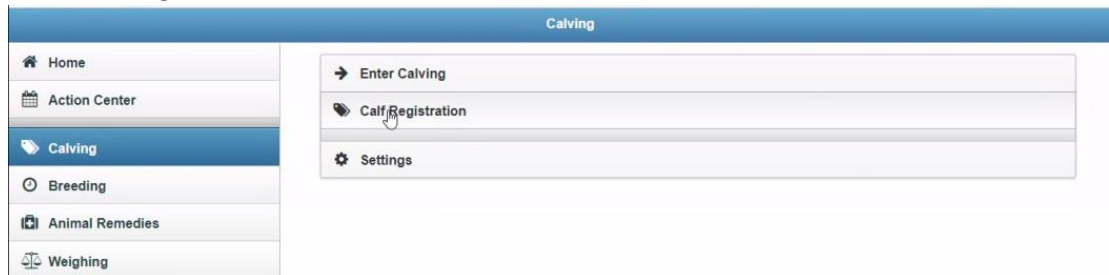 Calving
Home
Action Center
Calving
Breeding
Animal Remedies
Weighing
Enter Calving
Calf Registration
Settings